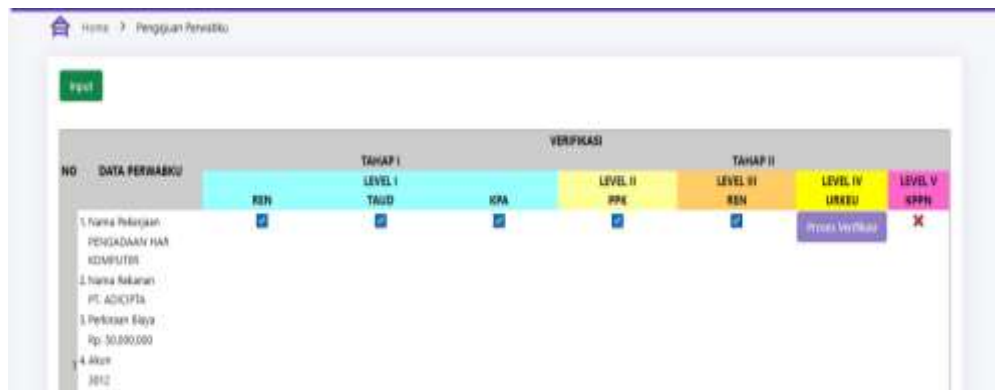 Home > Pengajuan Perwabku
Input
VERIFIKASI
NO DATA PERWABKU TAHAP I TAHAP II
LEVEL I LEVEL II LEVEL III LEVEL IV LEVEL V
REN TAUD KPA PPK REN URKEU KPPN
1. Nama Pekerjaan
PENGADAAN HAR
KOMPUTER
Proses Verifikasi
2. Nama Rekanan
PT. ADICIPTA
3. Perkiraan Biaya
Rp. 50,000,000
1
4. Akun
3012